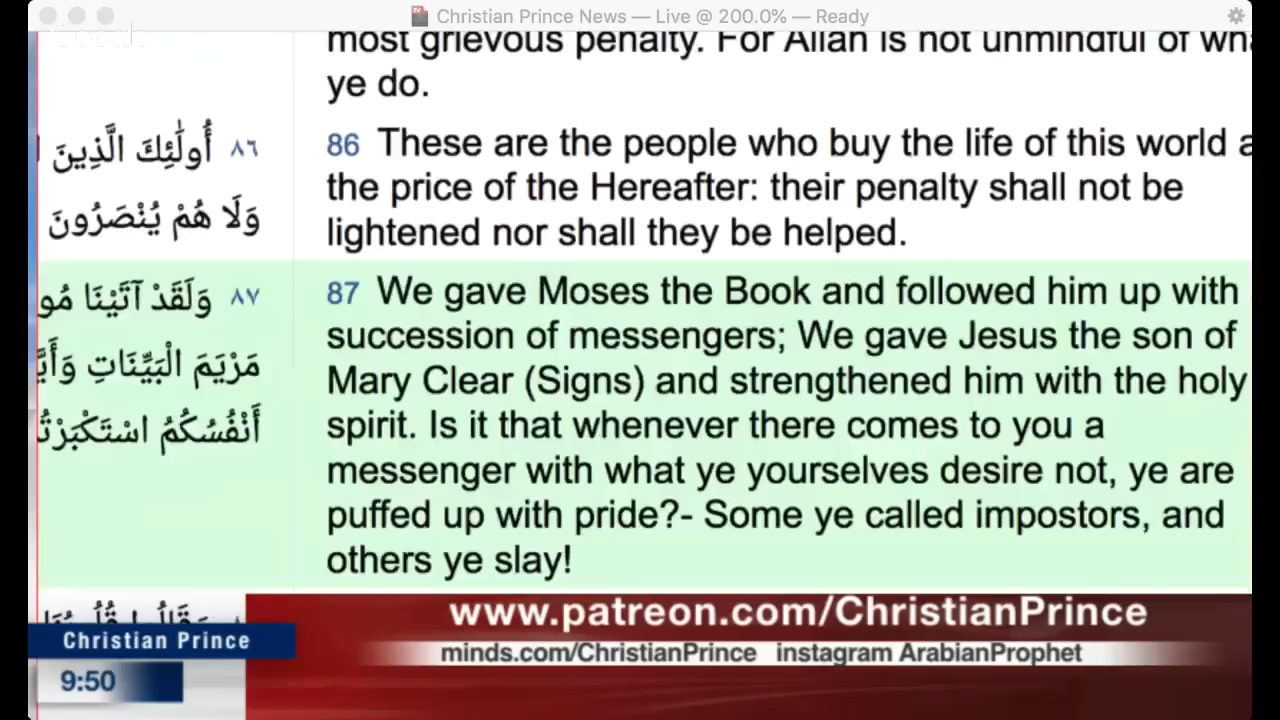 Christian Prince News — Live @ 200.0% — Ready
most grievous penalty. For Allah is not unmindful of
ye do.
86 These are the people who buy the life of this world
the price of the Hereafter: their penalty shall not be
lightened nor shall they be helped.
87 We gave Moses the Book and followed him up with
succession of messengers; We gave Jesus the son of
Mary Clear (Signs) and strengthened him with the holy
spirit. Is it that whenever there comes to you a
messenger with what ye yourselves desire not, ye are
puffed up with pride?- Some ye called impostors, and
others ye slay!
٨٦ أُولَٰئِكَ الَّذِينَ
وَلَا هُمْ يُنْصَرُونَ
٨٧ وَلَقَدْ آتَيْنَا
مَرْيَمَ الْبَيِّنَاتِ
أَنْفُسُكُمُ اسْتَكْبَرْتُ
www.patreon.com/ChristianPrince
minds.com/ChristianPrince instagram ArabianProphet
Christian Prince
9:50